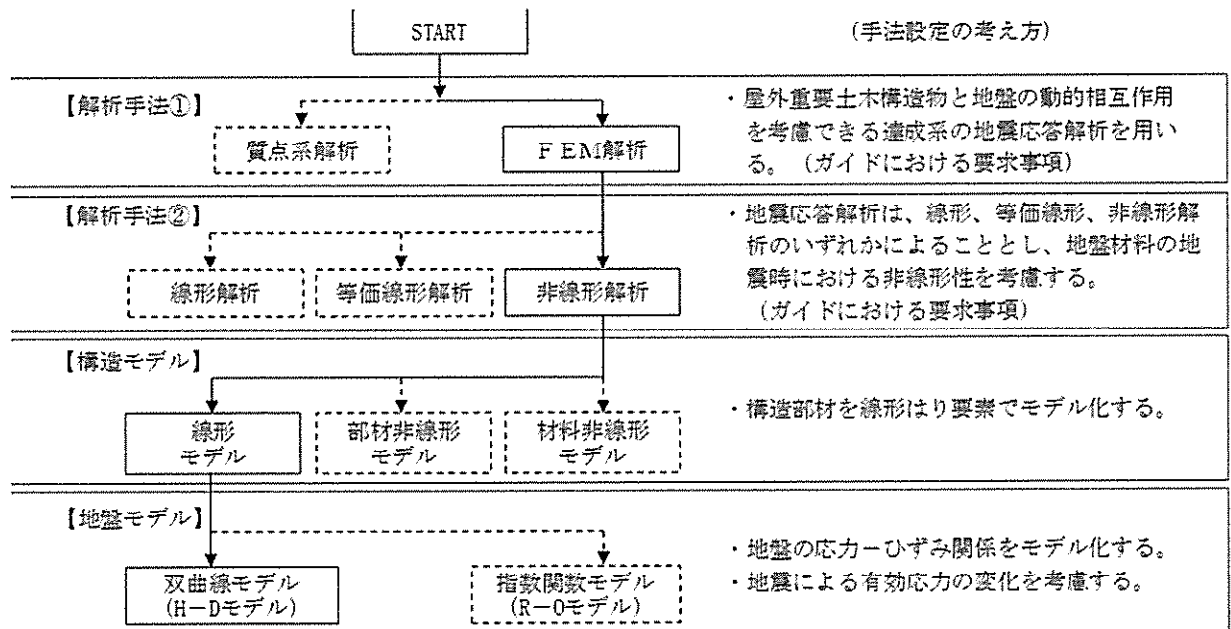 START
(手法設定の考え方)
【解析手法①】
質点系解析
ＦＥＭ解析
・屋外重要土木構造物と地盤の動的相互作用
を考慮できる達成系の地震応答解析を用い
る。（ガイドにおける要求事項）
【解析手法②】
線形解析
等価線形解析
非線形解析
・地震応答解析は、線形、等価線形、非線形解
析のいずれかによることとし、地盤材料の地
震時における非線形性を考慮する。
（ガイドにおける要求事項）
【構造モデル】
線形
モデル
部材非線形
モデル
材料非線形
モデル
・構造部材を線形はり要素でモデル化する。
【地盤モデル】
双曲線モデル
(H－Dモデル)
指数関数モデル
(R－Oモデル)
・地盤の応力－ひずみ関係をモデル化する。
・地震による有効応力の変化を考慮する。